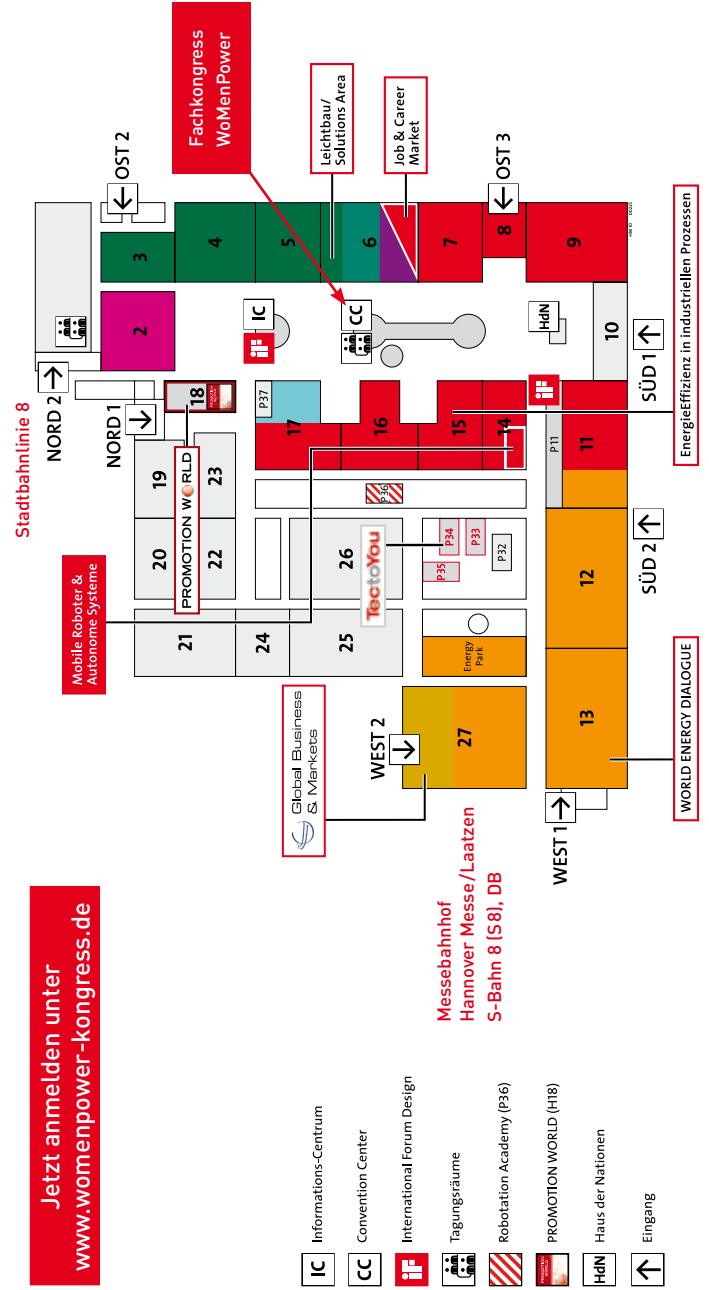 Jetzt anmelden unter
www.womenpower-kongress.de
Stadtbahnlinie 8
NORD 2
NORD 1
OST 2
Fachkongress
WoMenPower
Leichtbau/
Solutions Area
Job & Career
Market
OST 3
EnergieEffizienz in industriellen Prozessen
SÜD 1
SÜD 2
WORLD ENERGY DIALOGUE
WEST 1
WEST 2
Global Business
& Markets
Mobile Roboter &
Autonome Systeme
PROMOTION WORLD
TectoYou
Messebahnhof
Hannover Messe/Laatzen
S-Bahn 8 (S8), DB
2
3
4
5
6
7
8
9
10
11
12
13
14
15
16
17
18
19
20
21
22
23
24
25
26
27
P11
P32
P33
P34
P35
P36
P37
Energy
Park
IC
CC
HdN
iF
iF
IC Informations-Centrum
CC Convention Center
iF International Forum Design
Tagungsräume
Robotation Academy (P36)
PROMOTION WORLD (H18)
HdN Haus der Nationen
Eingang